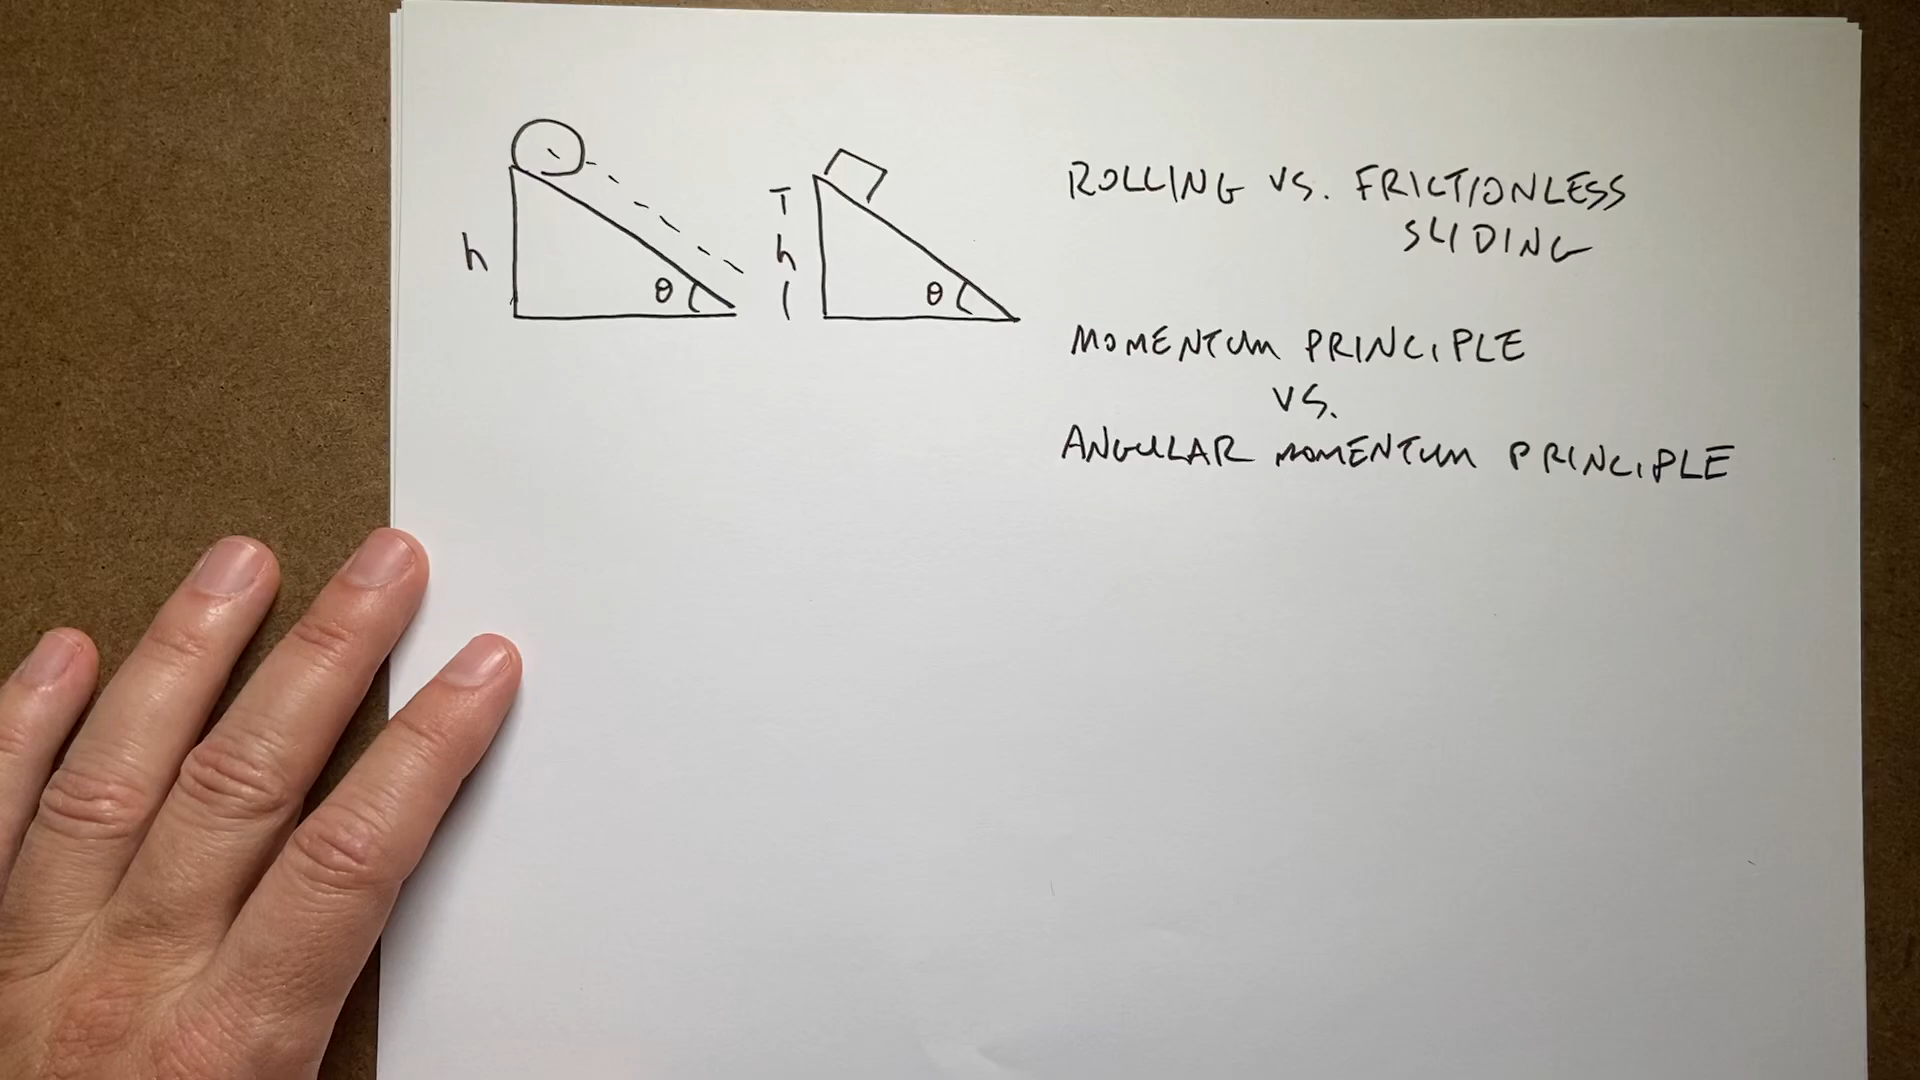 h
θ
h
θ
ROLLING VS. FRICTIONLESS
SLIDING
MOMENTUM PRINCIPLE
VS.
ANGULAR MOMENTUM PRINCIPLE